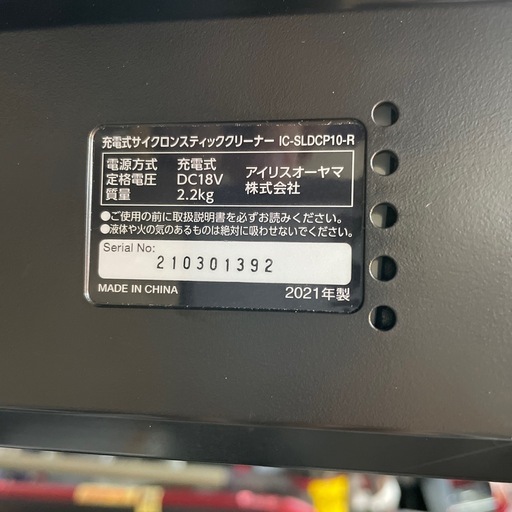 充電式サイクロンスティッククリーナー IC-SLDCP10-R
電源方式 充電式
定格電圧 DC18V
質量 2.2kg
アイリスオーヤマ
株式会社
●ご使用の前に取扱説明書を必ずお読みください。
●液体や火の気のあるものは絶対に吸わせないでください。
Serial No:
210301392
MADE IN CHINA 2021年製